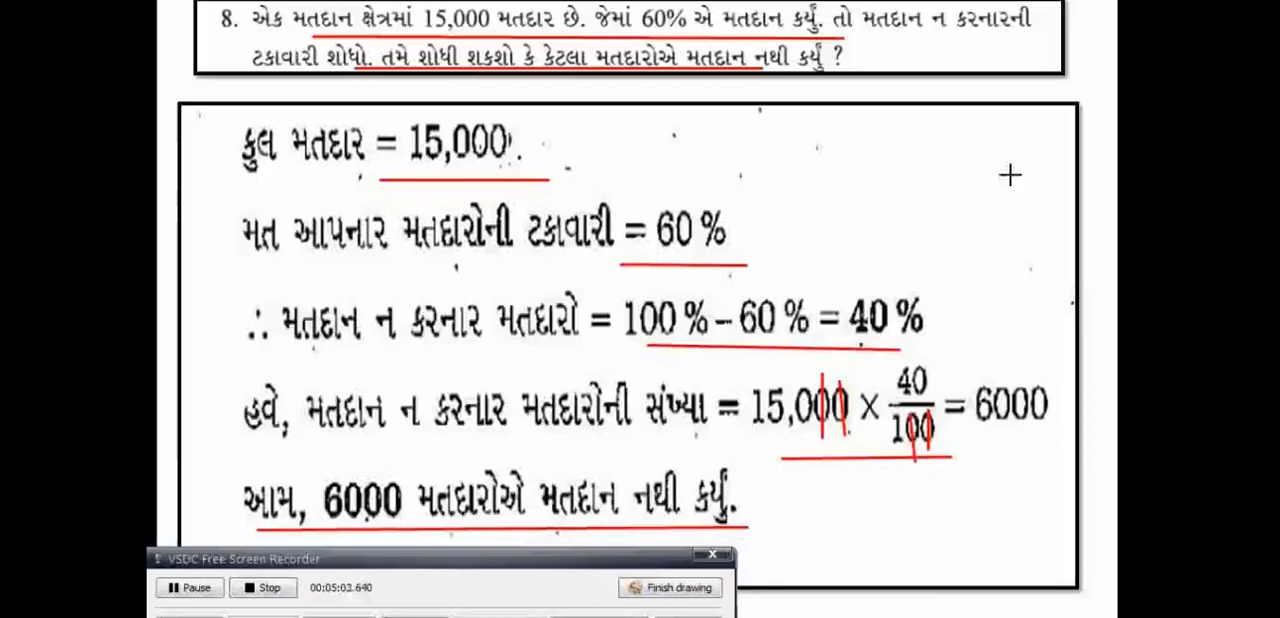 8. એક મતદાન ક્ષેત્રમાં 15,000 મતદાર છે. જેમાં 60% એ મતદાન કર્યું. તો મતદાન ન કરનારની
ટકાવારી શોધો. તમે શોધી શકશો કે કેટલા મતદારોએ મતદાન નથી કર્યું ?
કુલ મતદાર = 15,000
મત આપનાર મતદારોની ટકાવારી = 60 %
∴ મતદાન ન કરનાર મતદારો = 100 % – 60 % = 40 %
હવે, મતદાન ન કરનાર મતદારોની સંખ્યા = 15,000 × 40/100 = 6000
આમ, 6000 મતદારોએ મતદાન નથી કર્યું.
VSDC Free Screen Recorder
Pause Stop 00:05:03.640 Finish drawing